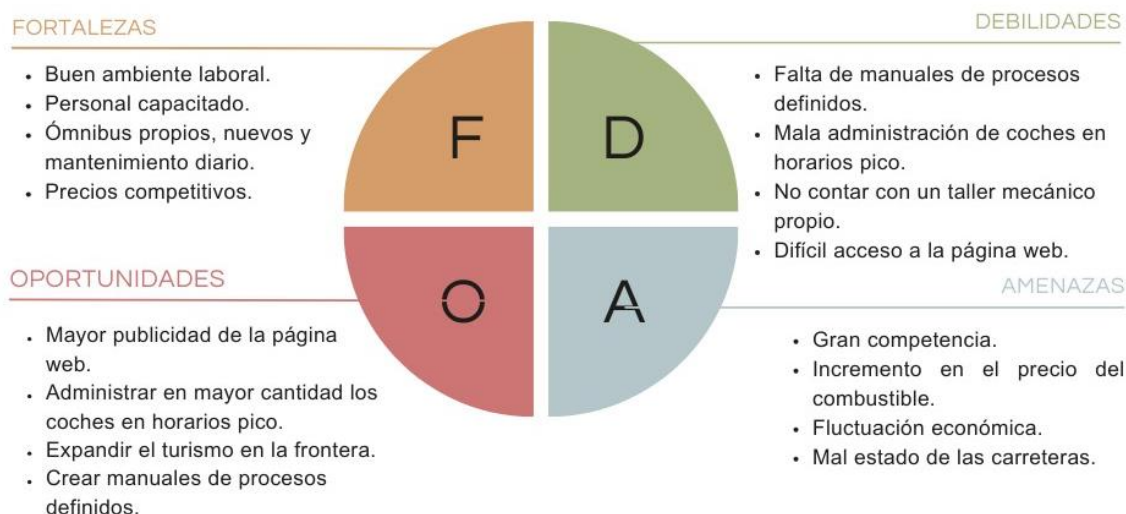 FORTALEZAS
• Buen ambiente laboral.
• Personal capacitado.
• Ómnibus propios, nuevos y
mantenimiento diario.
• Precios competitivos.
F
D
DEBILIDADES
• Falta de manuales de procesos
definidos.
• Mala administración de coches en
horarios pico.
• No contar con un taller mecánico
propio.
• Difícil acceso a la página web.
OPORTUNIDADES
• Mayor publicidad de la página
web.
• Administrar en mayor cantidad los
coches en horarios pico.
• Expandir el turismo en la frontera.
• Crear manuales de procesos
definidos.
O
A
AMENAZAS
• Gran competencia.
• Incremento en el precio del
combustible.
• Fluctuación económica.
• Mal estado de las carreteras.